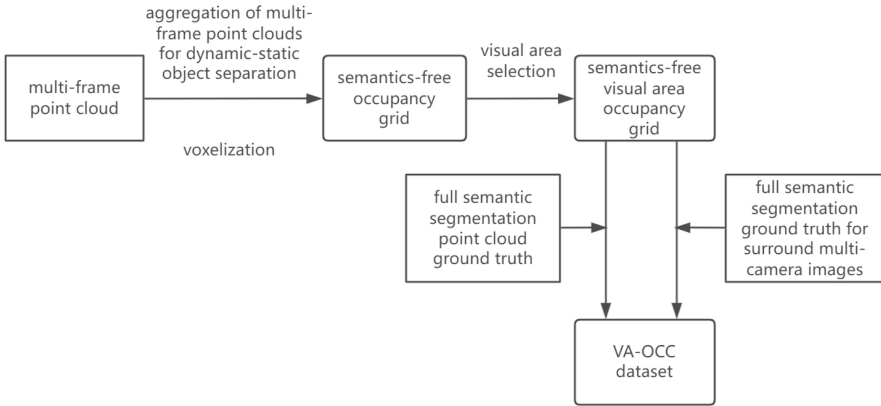 aggregation of multi-
frame point clouds
for dynamic-static
object separation
multi-frame
point cloud
voxelization
semantics-free
occupancy
grid
visual area
selection
semantics-free
visual area
occupancy
grid
full semantic
segmentation
point cloud
ground truth
full semantic
segmentation
ground truth for
surround multi-
camera images
VA-OCC
dataset